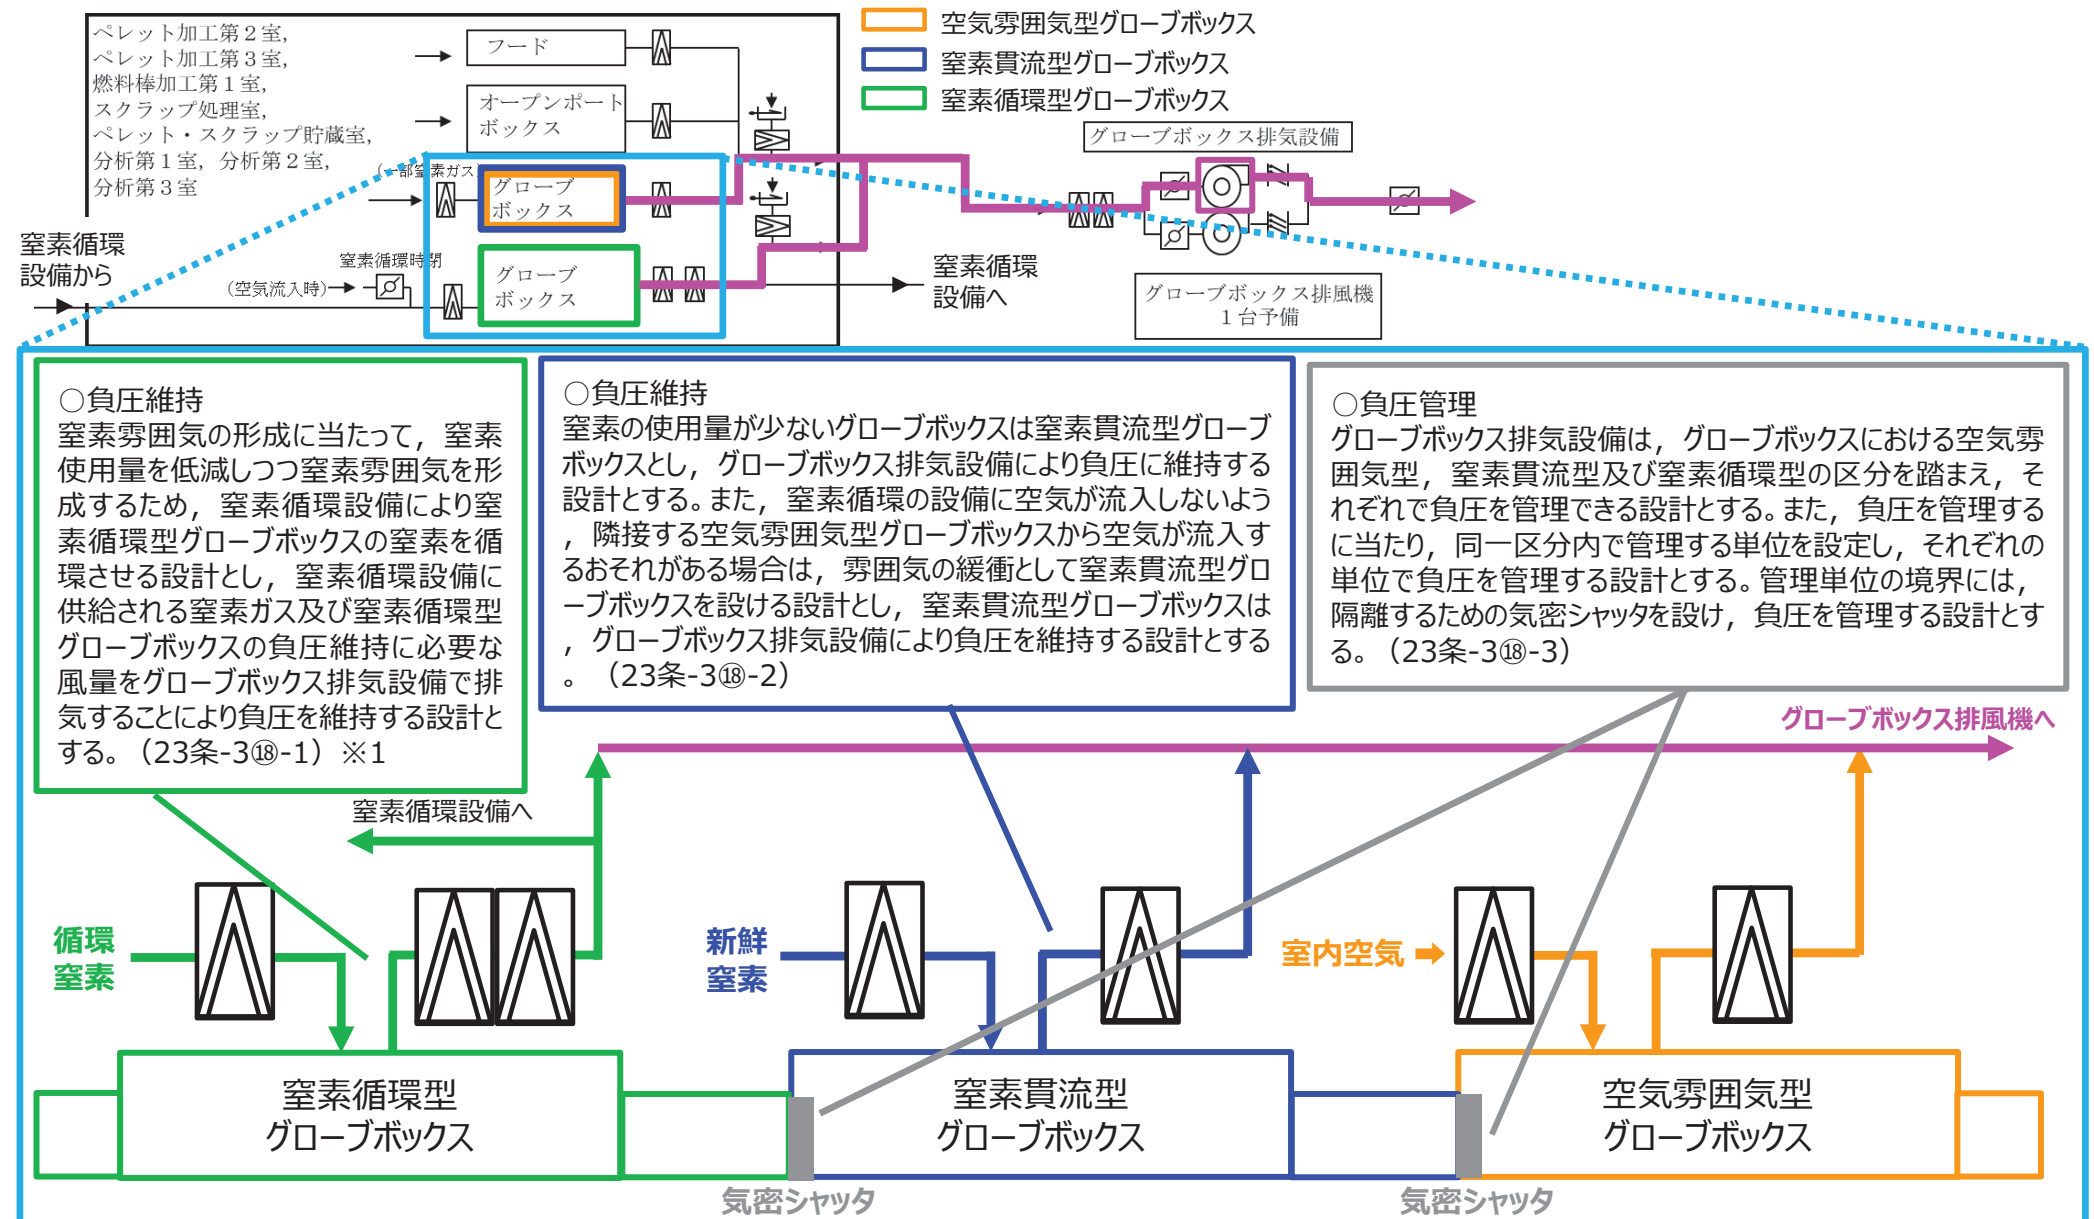 ペレット加工第２室，
ペレット加工第３室，
燃料棒加工第１室，
スクラップ処理室，
ペレット・スクラップ貯蔵室，
分析第１室，分析第２室，
分析第３室
フード
オープンポート
ボックス
(一部窒素ガス)
グローブ
ボックス
窒素循環
設備から
窒素循環時閉
(空気流入時)
グローブ
ボックス
窒素循環
設備へ
空気雰囲気型グローブボックス
窒素貫流型グローブボックス
窒素循環型グローブボックス
グローブボックス排気設備
グローブボックス排風機
１台予備
○負圧維持
窒素雰囲気の形成に当たって，窒素
使用量を低減しつつ窒素雰囲気を形
成するため，窒素循環設備により窒
素循環型グローブボックスの窒素を循
環させる設計とし，窒素循環設備に
供給される窒素ガス及び窒素循環型
グローブボックスの負圧維持に必要な
風量をグローブボックス排気設備で排
気することにより負圧を維持する設計と
する。（23条-3⑱-1）※1
○負圧維持
窒素の使用量が少ないグローブボックスは窒素貫流型グローブ
ボックスとし，グローブボックス排気設備により負圧に維持する
設計とする。また，窒素循環の設備に空気が流入しないよう
，隣接する空気雰囲気型グローブボックスから空気が流入す
るおそれがある場合は，雰囲気の緩衝として窒素貫流型グロ
ーブボックスを設ける設計とし，窒素貫流型グローブボックスは
，グローブボックス排気設備により負圧を維持する設計とする
。（23条-3⑱-2）
○負圧管理
グローブボックス排気設備は，グローブボックスにおける空気雰
囲気型，窒素貫流型及び窒素循環型の区分を踏まえ，そ
れぞれで負圧を管理できる設計とする。また，負圧を管理する
に当たり，同一区分内で管理する単位を設定し，それぞれの
単位で負圧を管理する設計とする。管理単位の境界には，
隔離するための気密シャッタを設け，負圧を管理する設計とす
る。（23条-3⑱-3）
グローブボックス排風機へ
窒素循環設備へ
循環
窒素
新鮮
窒素
室内空気
窒素循環型
グローブボックス
窒素貫流型
グローブボックス
空気雰囲気型
グローブボックス
気密シャッタ
気密シャッタ